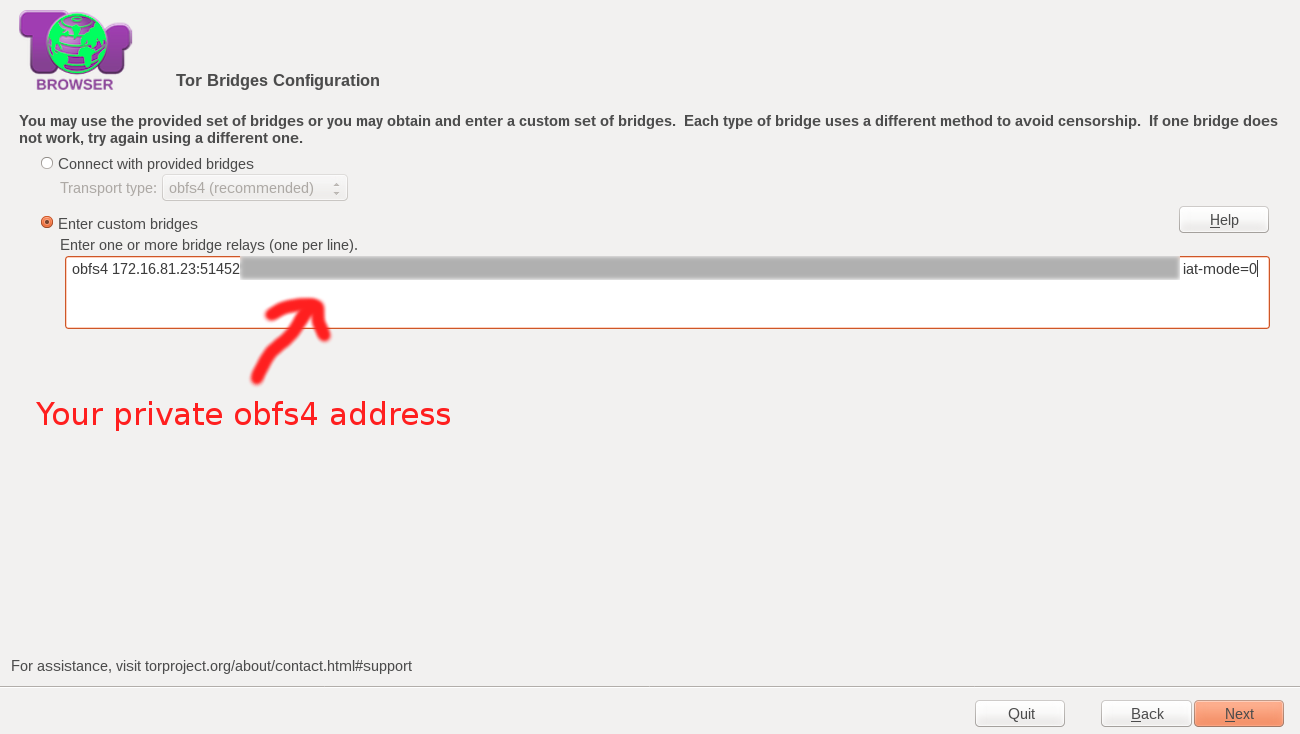 Tor
BROWSER
Tor Bridges Configuration
You may use the provided set of bridges or you may obtain and enter a custom set of bridges.  Each type of bridge uses a different method to avoid censorship.  If one bridge does
not work, try again using a different one.
Connect with provided bridges
Transport type: obfs4 (recommended)
Enter custom bridges
Help
Enter one or more bridge relays (one per line).
obfs4 172.16.81.23:51452 iat-mode=0
Your private obfs4 address
For assistance, visit torproject.org/about/contact.html#support
Quit Back Next